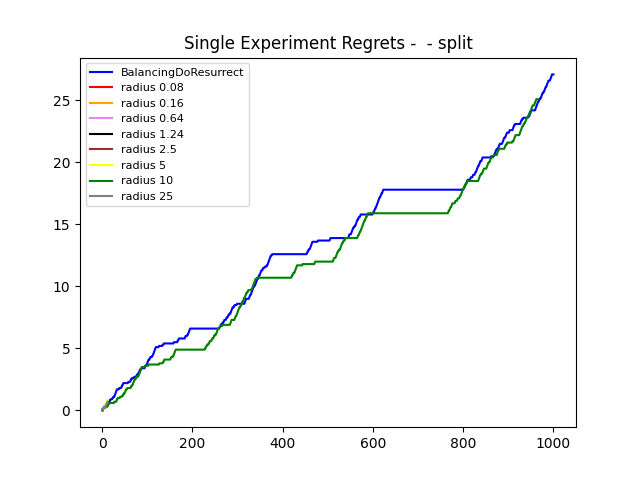 Single Experiment Regrets -  - split
BalancingDoResurrect
radius 0.08
radius 0.16
radius 0.64
radius 1.24
radius 2.5
radius 5
radius 10
radius 25
25
20
15
10
5
0
0 200 400 600 800 1000